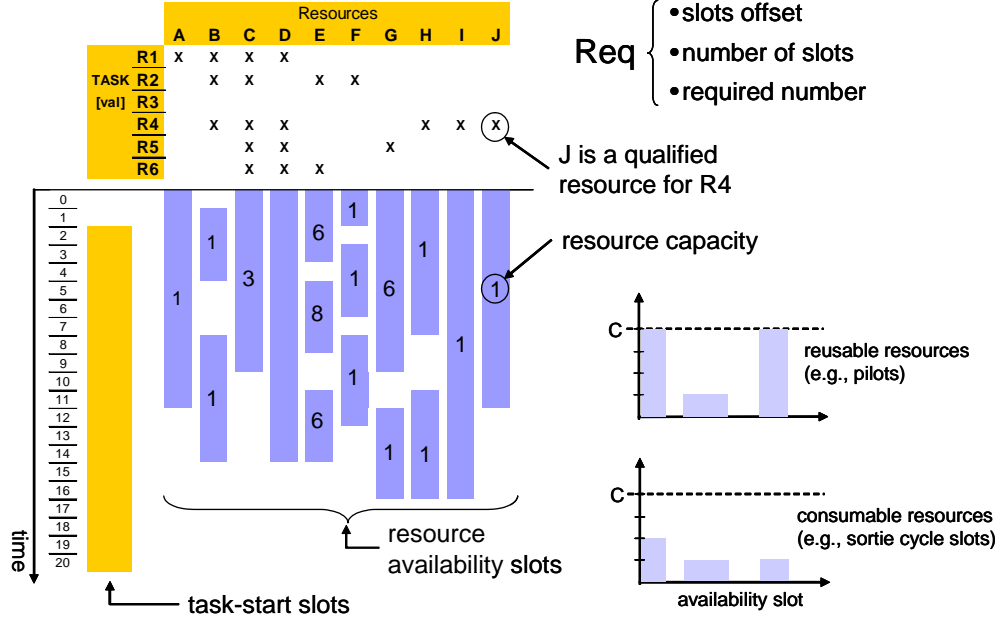 Resources
A B C D E F G H I J
TASK
[val]
R1 x x x x
R2 x x x x
R3
R4 x x x x x x
R5 x x x
R6 x x x
Req
•slots offset
•number of slots
•required number
J is a qualified
resource for R4
resource capacity
0
1
2
3
4
5
6
7
8
9
10
11
12
13
14
15
16
17
18
19
20
time
1
1
1
3
6
8
6
1
1
1
6
1
1
1
1
1
resource
availability slots
task-start slots
C
reusable resources
(e.g., pilots)
C
consumable resources
(e.g., sortie cycle slots)
availability slot